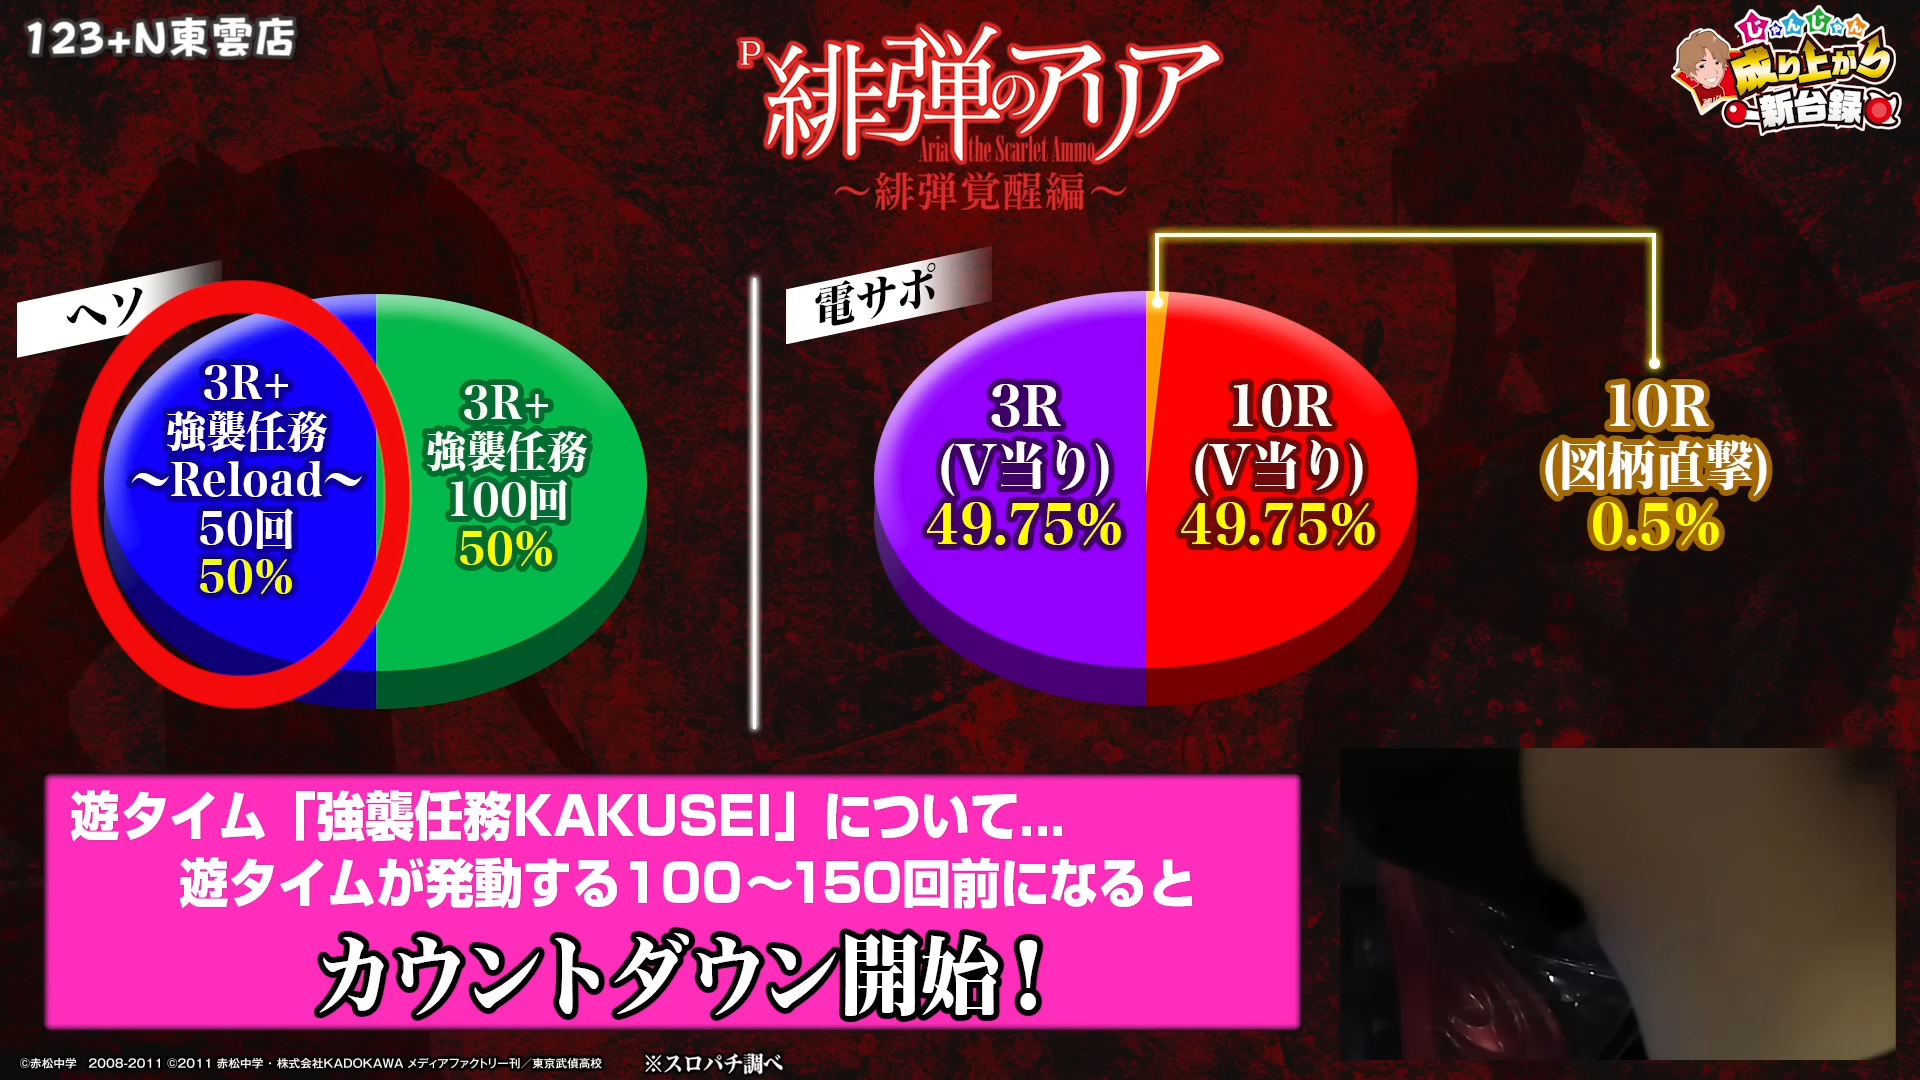 123+N東雲店
P 緋弾のアリア
Aria the Scarlet Ammo
～緋弾覚醒編～
じゃんじゃん
成り上がり
新台録
ヘソ
3R+
強襲任務
～Reload～
50回
50%
3R+
強襲任務
100回
50%
電サポ
3R
(V当り)
49.75%
10R
(V当り)
49.75%
10R
(図柄直撃)
0.5%
遊タイム「強襲任務KAKUSEI」について...
遊タイムが発動する100～150回前になると
カウントダウン開始！
©赤松中学　2008-2011 ©2011 赤松中学・株式会社KADOKAWA メディアファクトリー刊／東京武偵高校
※スロパチ調べ